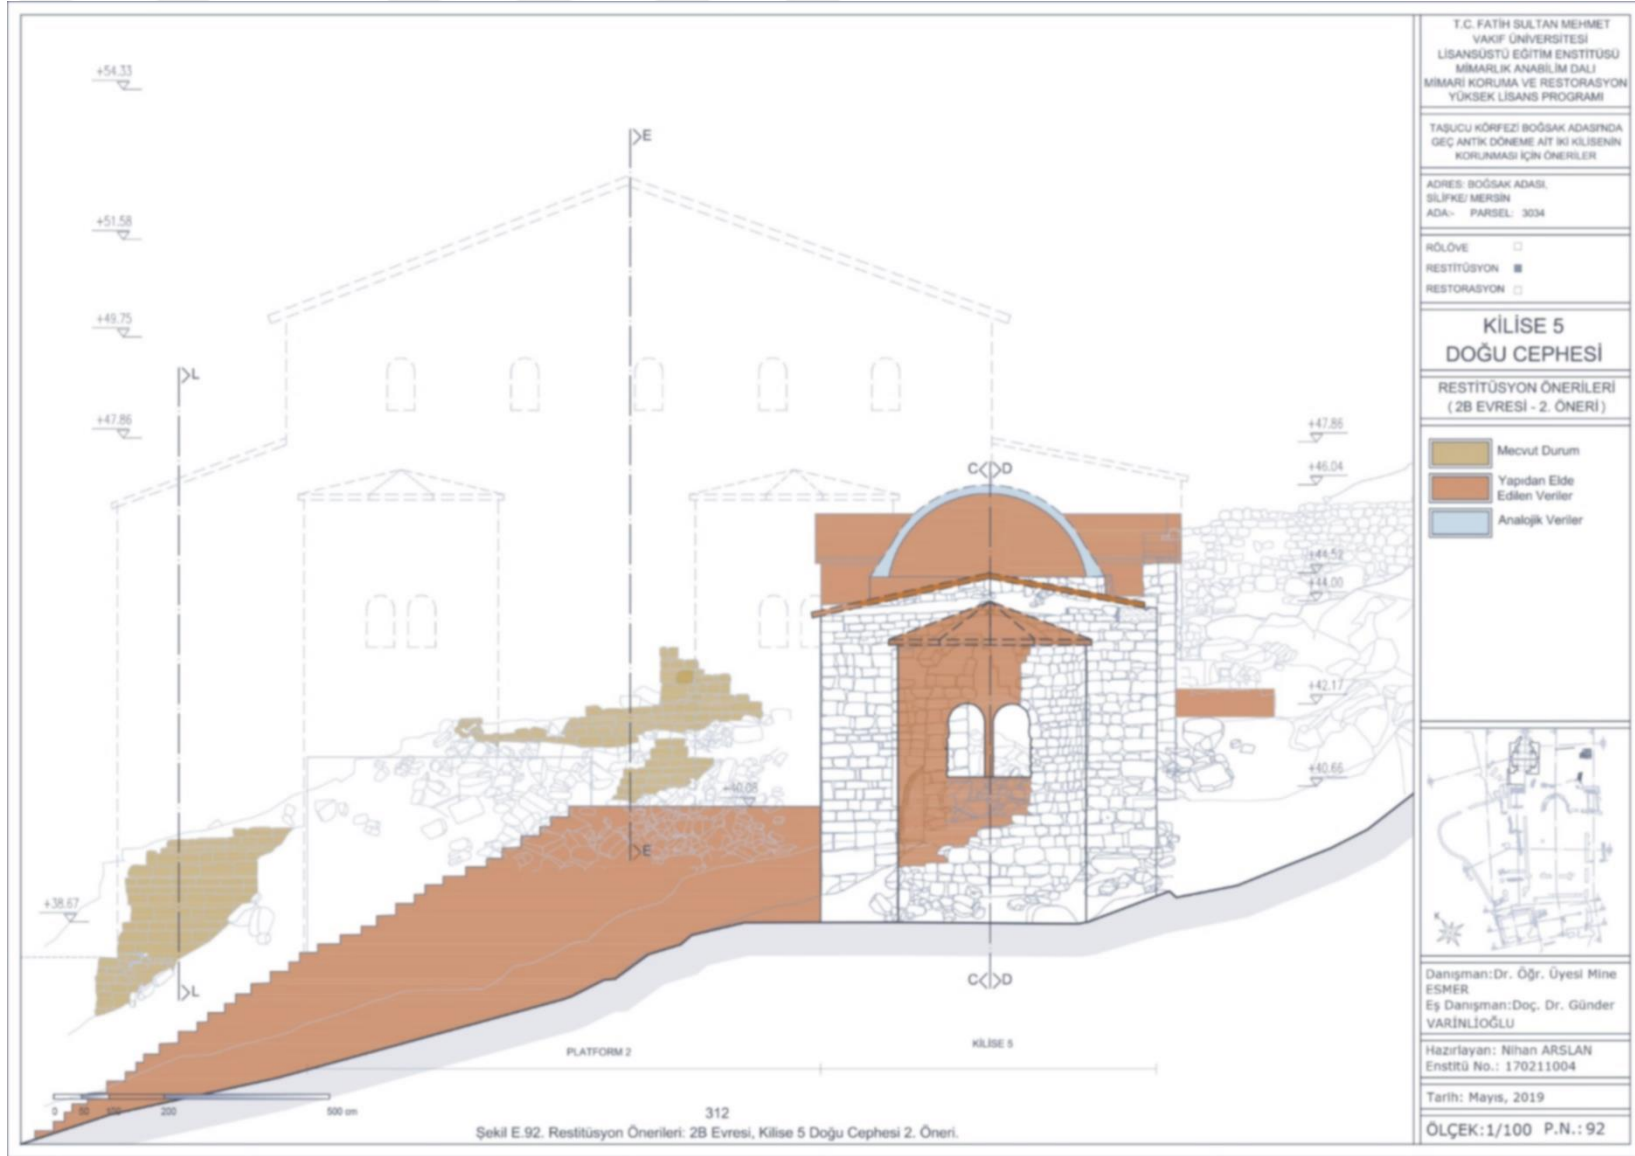 T.C. FATİH SULTAN MEHMET
VAKIF ÜNİVERSİTESİ
LİSANSÜSTÜ EĞİTİM ENSTİTÜSÜ
MİMARLIK ANABİLİM DALI
MİMARİ KORUMA VE RESTORASYON
YÜKSEK LİSANS PROGRAMI
TAŞUCU KÖRFEZİ BOĞSAK ADASI'NDA
GEÇ ANTİK DÖNEME AİT İKİ KİLİSENİN
KORUNMASI İÇİN ÖNERİLER
ADRES: BOĞSAK ADASI,
SİLİFKE/ MERSİN
ADA:- PARSEL: 3034
RÖLÖVE
RESTİTÜSYON
RESTORASYON
KİLİSE 5
DOĞU CEPHESİ
RESTİTÜSYON ÖNERİLERİ
( 2B EVRESİ - 2. ÖNERİ )
Mecvut Durum
Yapıdan Elde
Edilen Veriler
Analojik Veriler
K
Danışman:Dr. Öğr. Üyesi Mine
ESMER
Eş Danışman:Doç. Dr. Günder
VARİNLİOĞLU
Hazırlayan: Nihan ARSLAN
Enstitü No.: 170211004
Tarih: Mayıs, 2019
ÖLÇEK:1/100 P.N.: 92
+54.33
+51.58
+49.75
+47.86
+38.67
E
L
E
L
+40.08
C D
C D
+47.86
+46.04
+44.52
+44.00
+42.17
+40.66
PLATFORM 2
KİLİSE 5
0 50 100 200 500 cm
312
Şekil E.92. Restitüsyon Önerileri: 2B Evresi, Kilise 5 Doğu Cephesi 2. Öneri.